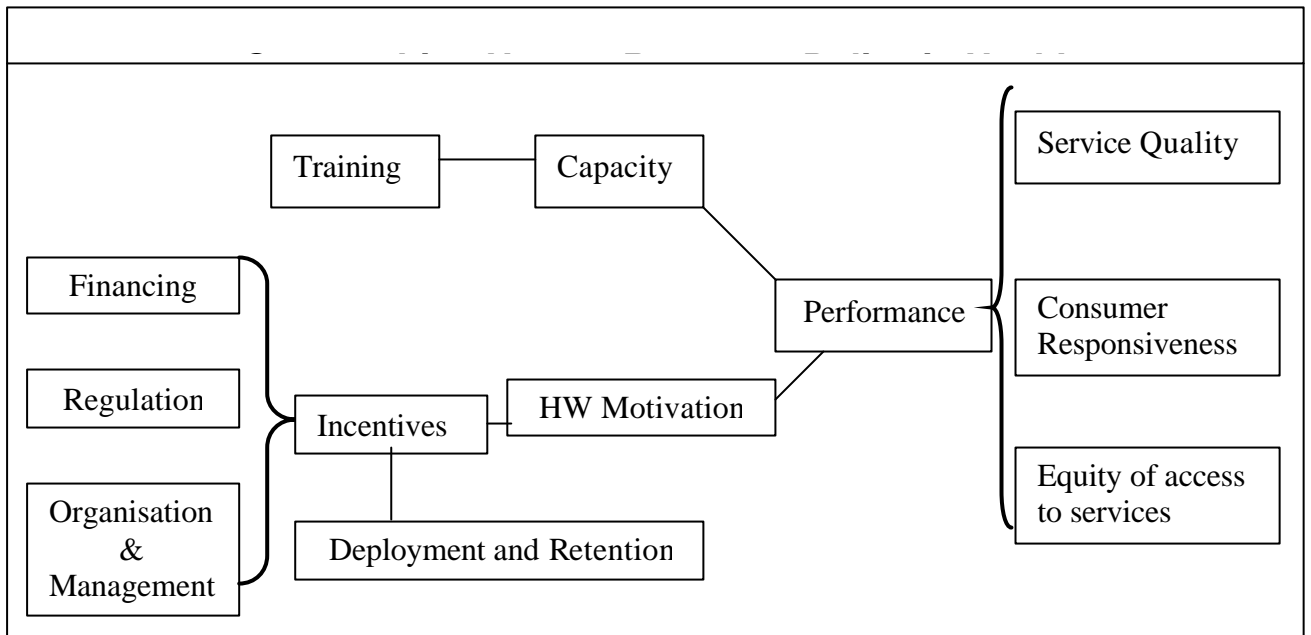 Training
Capacity
Service Quality
Financing
Performance
Consumer
Responsiveness
Regulation
Incentives
HW Motivation
Organisation
&
Management
Deployment and Retention
Equity of access
to services